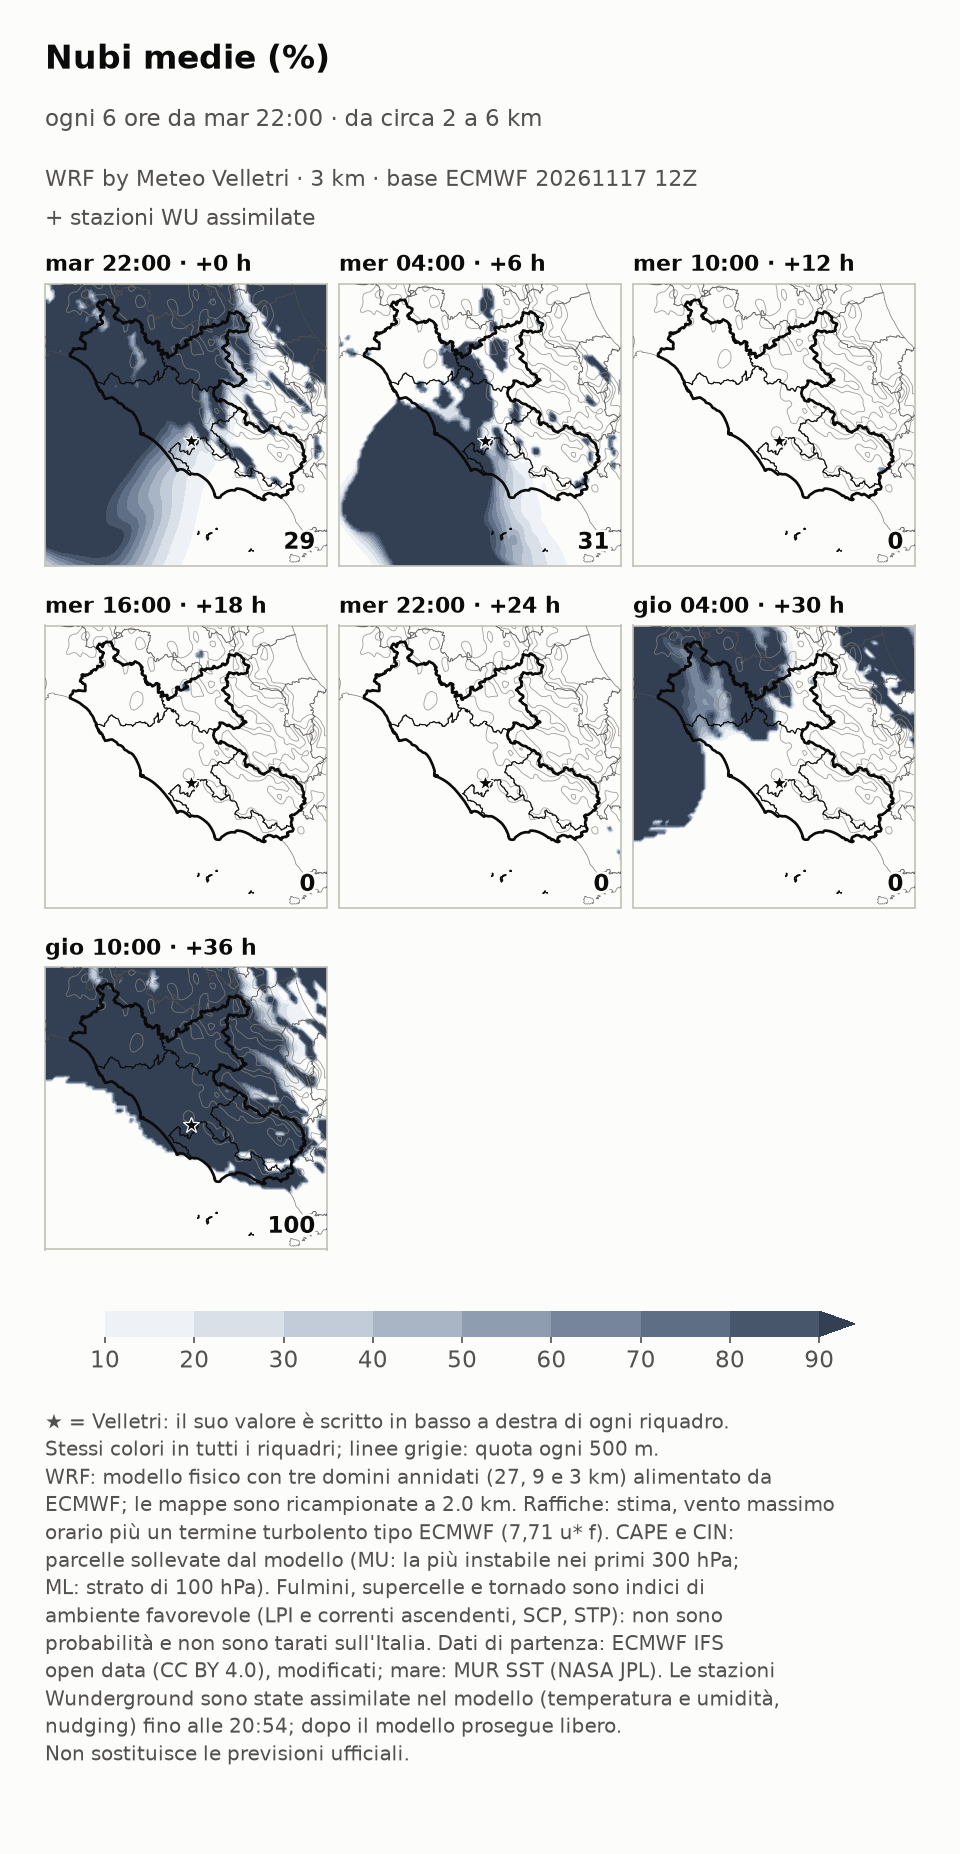 Nubi medie (%)
ogni 6 ore da mar 22:00 · da circa 2 a 6 km
WRF by Meteo Velletri · 3 km · base ECMWF 20261117 12Z
+ stazioni WU assimilate
mar 22:00 · +0 h
mer 04:00 · +6 h
mer 10:00 · +12 h
29
31
0
mer 16:00 · +18 h
mer 22:00 · +24 h
gio 04:00 · +30 h
0
0
0
gio 10:00 · +36 h
100
10 20 30 40 50 60 70 80 90
★ = Velletri: il suo valore è scritto in basso a destra di ogni riquadro.
Stessi colori in tutti i riquadri; linee grigie: quota ogni 500 m.
WRF: modello fisico con tre domini annidati (27, 9 e 3 km) alimentato da
ECMWF; le mappe sono ricampionate a 2.0 km. Raffiche: stima, vento massimo
orario più un termine turbolento tipo ECMWF (7,71 u* f). CAPE e CIN:
parcelle sollevate dal modello (MU: la più instabile nei primi 300 hPa;
ML: strato di 100 hPa). Fulmini, supercelle e tornado sono indici di
ambiente favorevole (LPI e correnti ascendenti, SCP, STP): non sono
probabilità e non sono tarati sull'Italia. Dati di partenza: ECMWF IFS
open data (CC BY 4.0), modificati; mare: MUR SST (NASA JPL). Le stazioni
Wunderground sono state assimilate nel modello (temperatura e umidità,
nudging) fino alle 20:54; dopo il modello prosegue libero.
Non sostituisce le previsioni ufficiali.